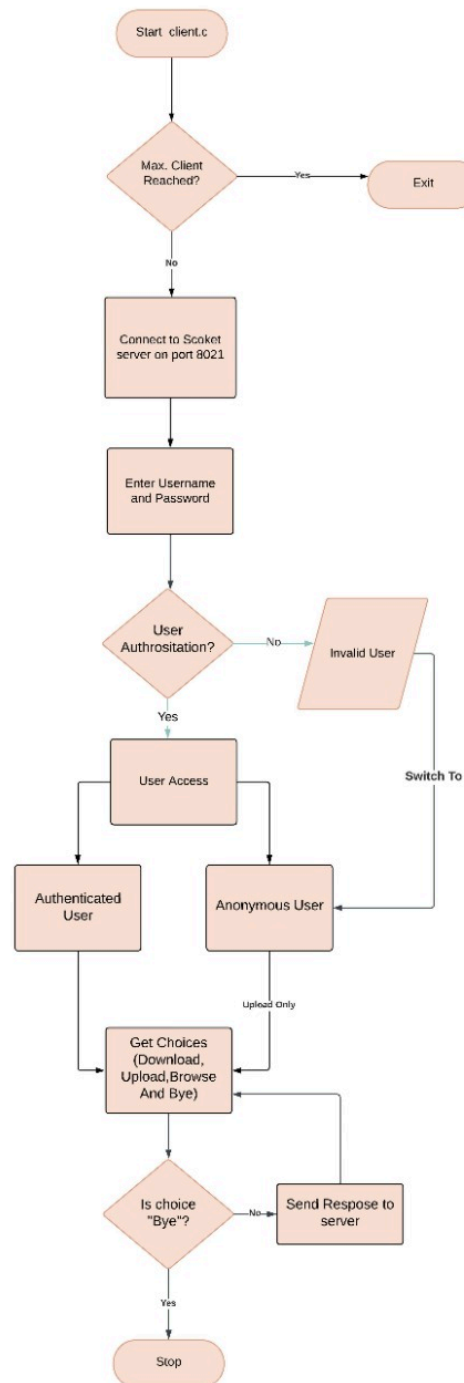 Start client.c
Max. Client
Reached?
Yes
Exit
No
Connect to Scoket
server on port 8021
Enter Username
and Password
User
Authrositation?
No
Invalid User
Yes
Switch To
User Access
Authenticated
User
Anonymous User
Upload Only
Get Choices
(Download,
Upload,Browse
And Bye)
Is choice
"Bye"?
No
Send Respose to
server
Yes
Stop